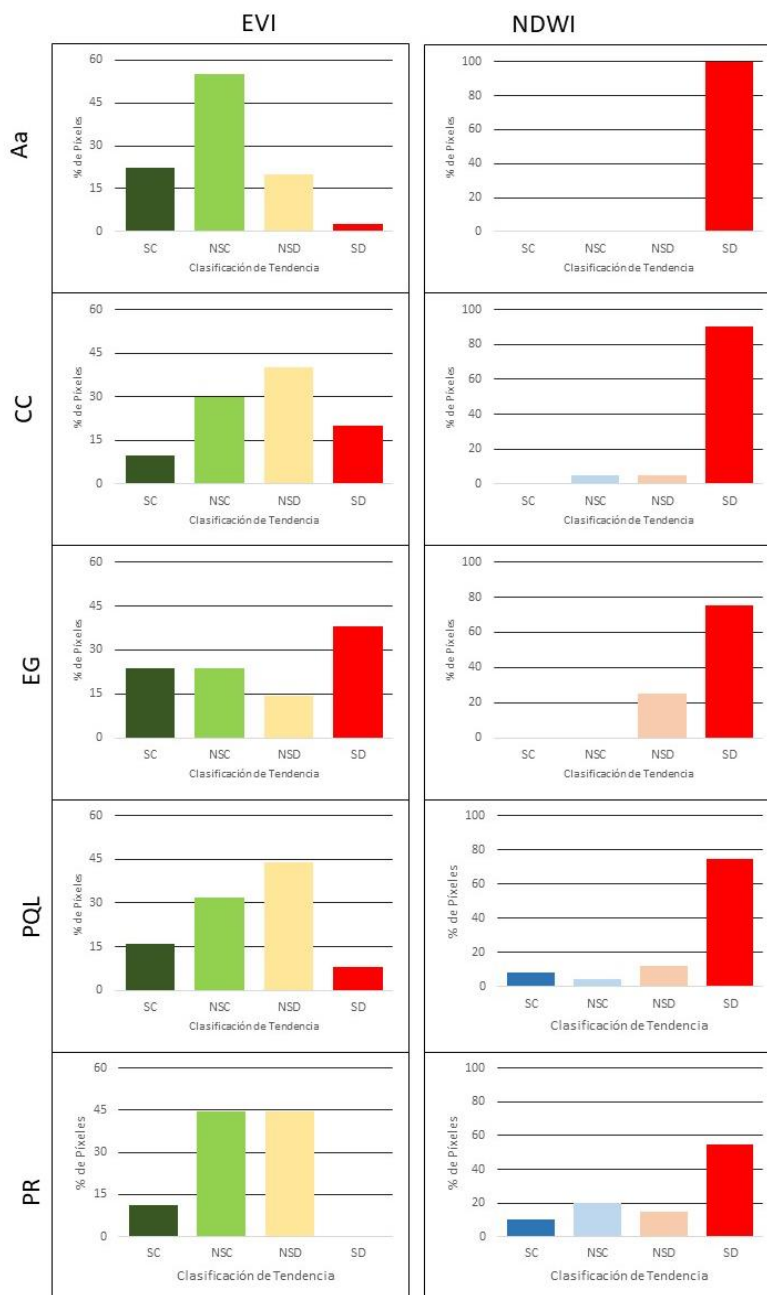 EVI
NDWI
Aa
% de Píxeles
60
45
30
15
0
SC NSC NSD SD
Clasificación de Tendencia
% de Píxeles
100
80
60
40
20
0
SC NSC NSD SD
Clasificación de Tendencia
CC
% de Píxeles
60
45
30
15
0
SC NSC NSD SD
Clasificación de Tendencia
% de Píxeles
100
80
60
40
20
0
SC NSC NSD SD
Clasificación de Tendencia
EG
% de Píxeles
60
45
30
15
0
SC NSC NSD SD
Clasificación de Tendencia
% de Píxeles
100
80
60
40
20
0
SC NSC NSD SD
Clasificación de Tendencia
PQL
% de Píxeles
60
45
30
15
0
SC NSC NSD SD
Clasificación de Tendencia
% de Píxeles
100
80
60
40
20
0
SC NSC NSD SD
Clasificación de Tendencia
PR
% de Píxeles
60
45
30
15
0
SC NSC NSD SD
Clasificación de Tendencia
% de Píxeles
100
80
60
40
20
0
SC NSC NSD SD
Clasificación de Tendencia